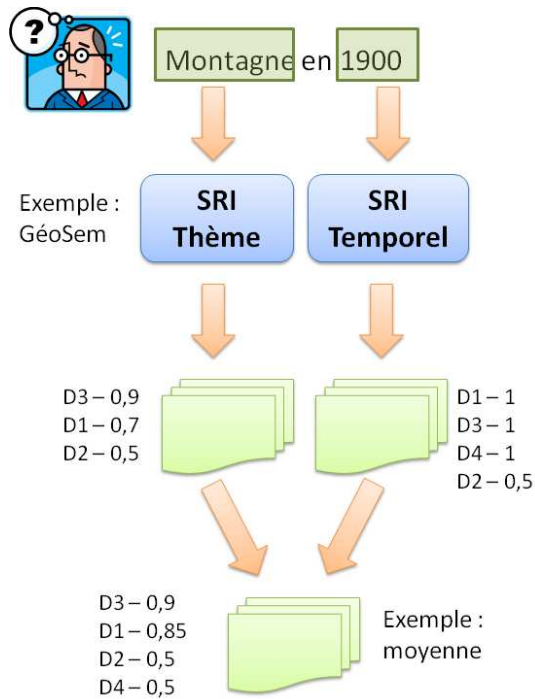 ?
Montagne en 1900
Exemple :
GéoSem
SRI
Thème
SRI
Temporel
D3 – 0,9
D1 – 0,7
D2 – 0,5
D1 – 1
D3 – 1
D4 – 1
D2 – 0,5
D3 – 0,9
D1 – 0,85
D2 – 0,5
D4 – 0,5
Exemple :
moyenne